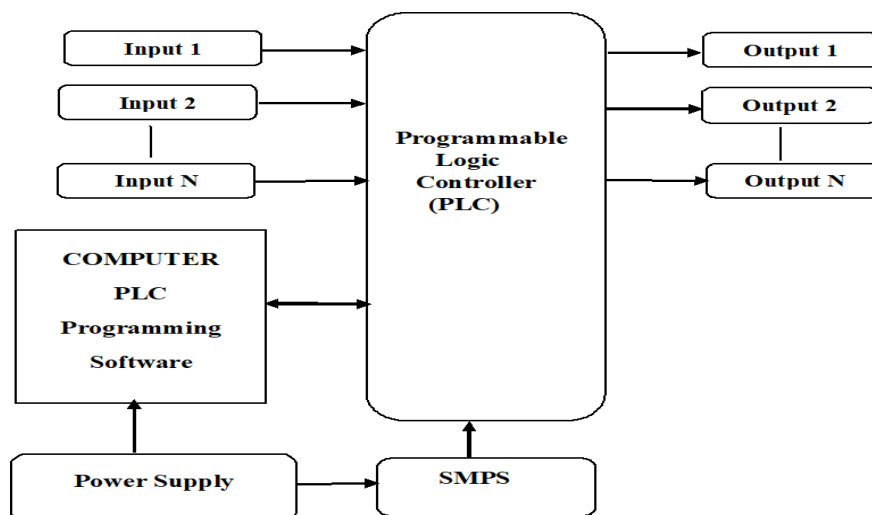 Input 1
Input 2
Input N
Programmable
Logic
Controller
(PLC)
Output 1
Output 2
Output N
COMPUTER
PLC
Programming
Software
Power Supply
SMPS